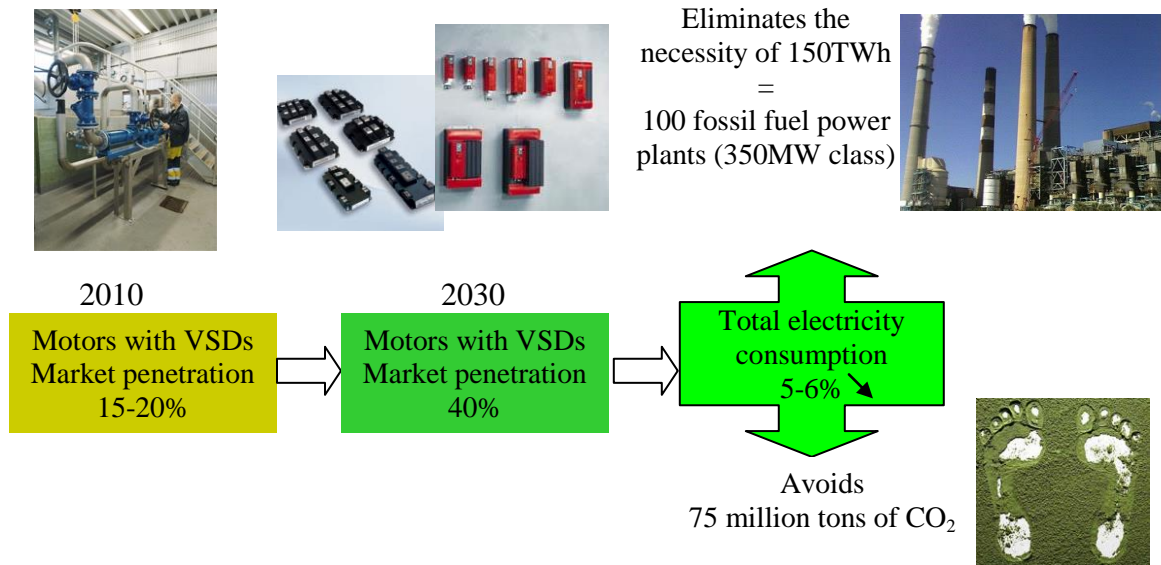 Eliminates the
necessity of 150TWh
=
100 fossil fuel power
plants (350MW class)
2010
Motors with VSDs
Market penetration
15-20%
2030
Motors with VSDs
Market penetration
40%
Total electricity
consumption
5-6%
Avoids
75 million tons of CO₂